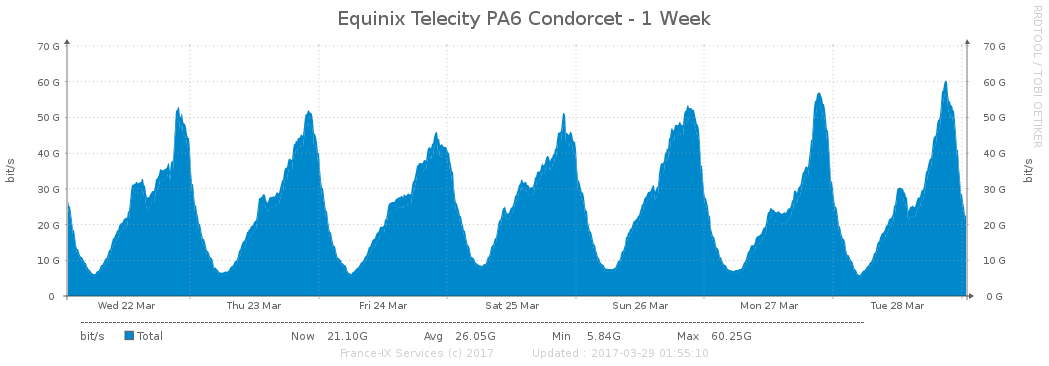 Equinix Telecity PA6 Condorcet - 1 Week
RRDTOOL / TOBI OETIKER
bit/s
70 G
60 G
50 G
40 G
30 G
20 G
10 G
0
70 G
60 G
50 G
40 G
30 G
20 G
10 G
0 G
bit/s
Wed 22 Mar Thu 23 Mar Fri 24 Mar Sat 25 Mar Sun 26 Mar Mon 27 Mar Tue 28 Mar
bit/s Total Now 21.10G Avg 26.05G Min 5.84G Max 60.25G
France-IX Services (c) 2017 Updated : 2017-03-29 01:55:10